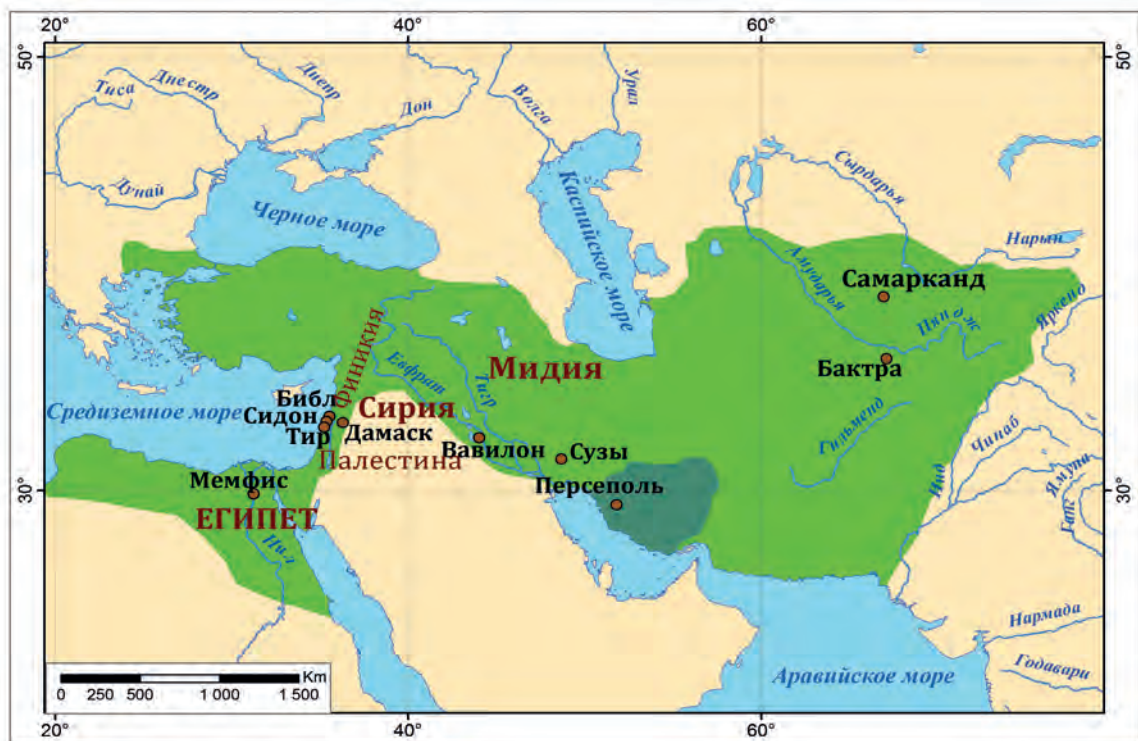 20° 40° 60°
50° 50°
Тиса
Днестр
Днепр
Дон
Волга
Урал
Дунай
Черное море
Каспийское море
Сырдарья
Нарын
Амударья
Самарканд
Пяндж
Яркенд
Бактра
Финикия
Евфрат
Тигр
Мидия
Библ
Средиземное море
Сидон
Сирия
Тир
Дамаск
Палестина
Вавилон
Сузы
Гильменд
Чинаб
Инд
Ямуна
Ганг
30° 30°
Мемфис
Персеполь
ЕГИПЕТ
Нил
Нармада
Годавари
Аравийское море
Km
0 250 500 1 000 1 500
20° 40° 60°